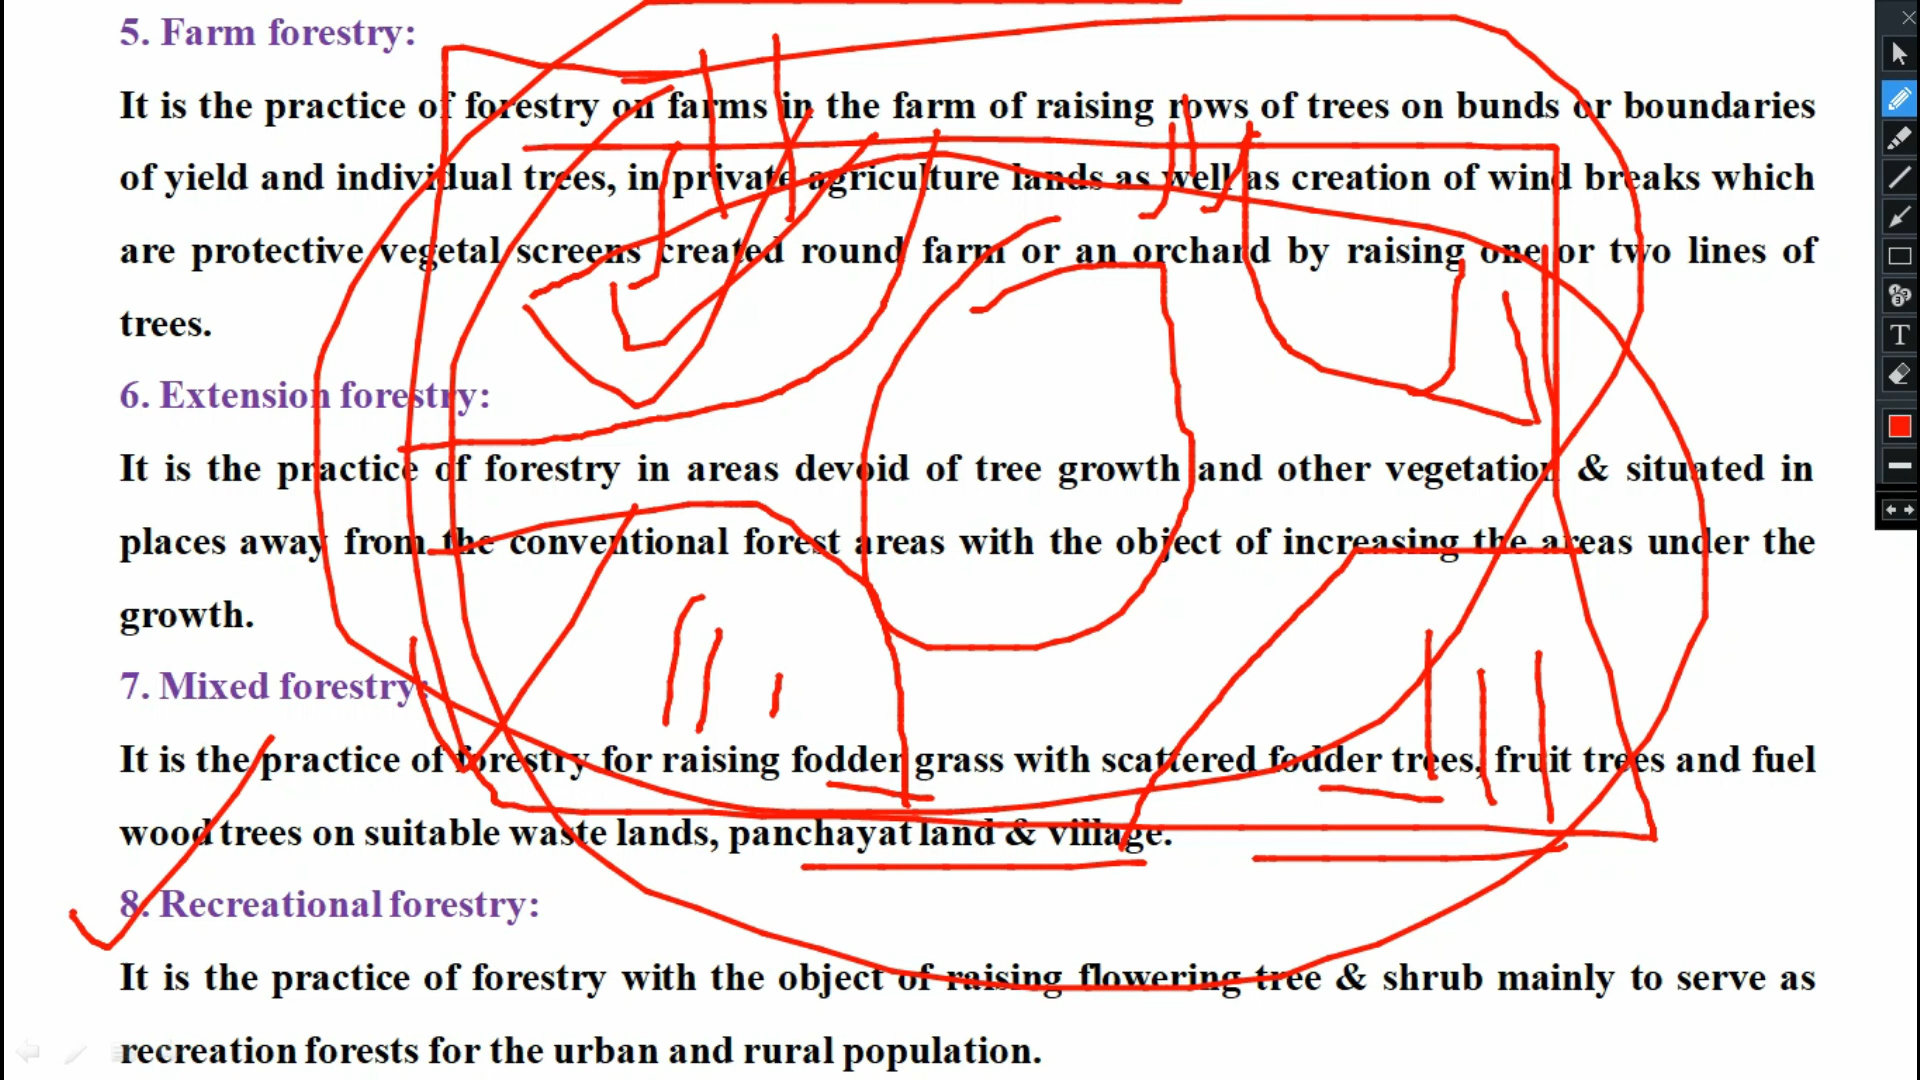 5. Farm forestry:
It is the practice of forestry on farms in the farm of raising rows of trees on bunds or boundaries
of yield and individual trees, in private agriculture lands as well as creation of wind breaks which
are protective vegetal screens created round farm or an orchard by raising one or two lines of
trees.
6. Extension forestry:
It is the practice of forestry in areas devoid of tree growth and other vegetation & situated in
places away from the conventional forest areas with the object of increasing the areas under the
growth.
7. Mixed forestry:
It is the practice of forestry for raising fodder grass with scattered fodder trees, fruit trees and fuel
wood trees on suitable waste lands, panchayat land & village.
8. Recreational forestry:
It is the practice of forestry with the object of raising flowering tree & shrub mainly to serve as
recreation forests for the urban and rural population.